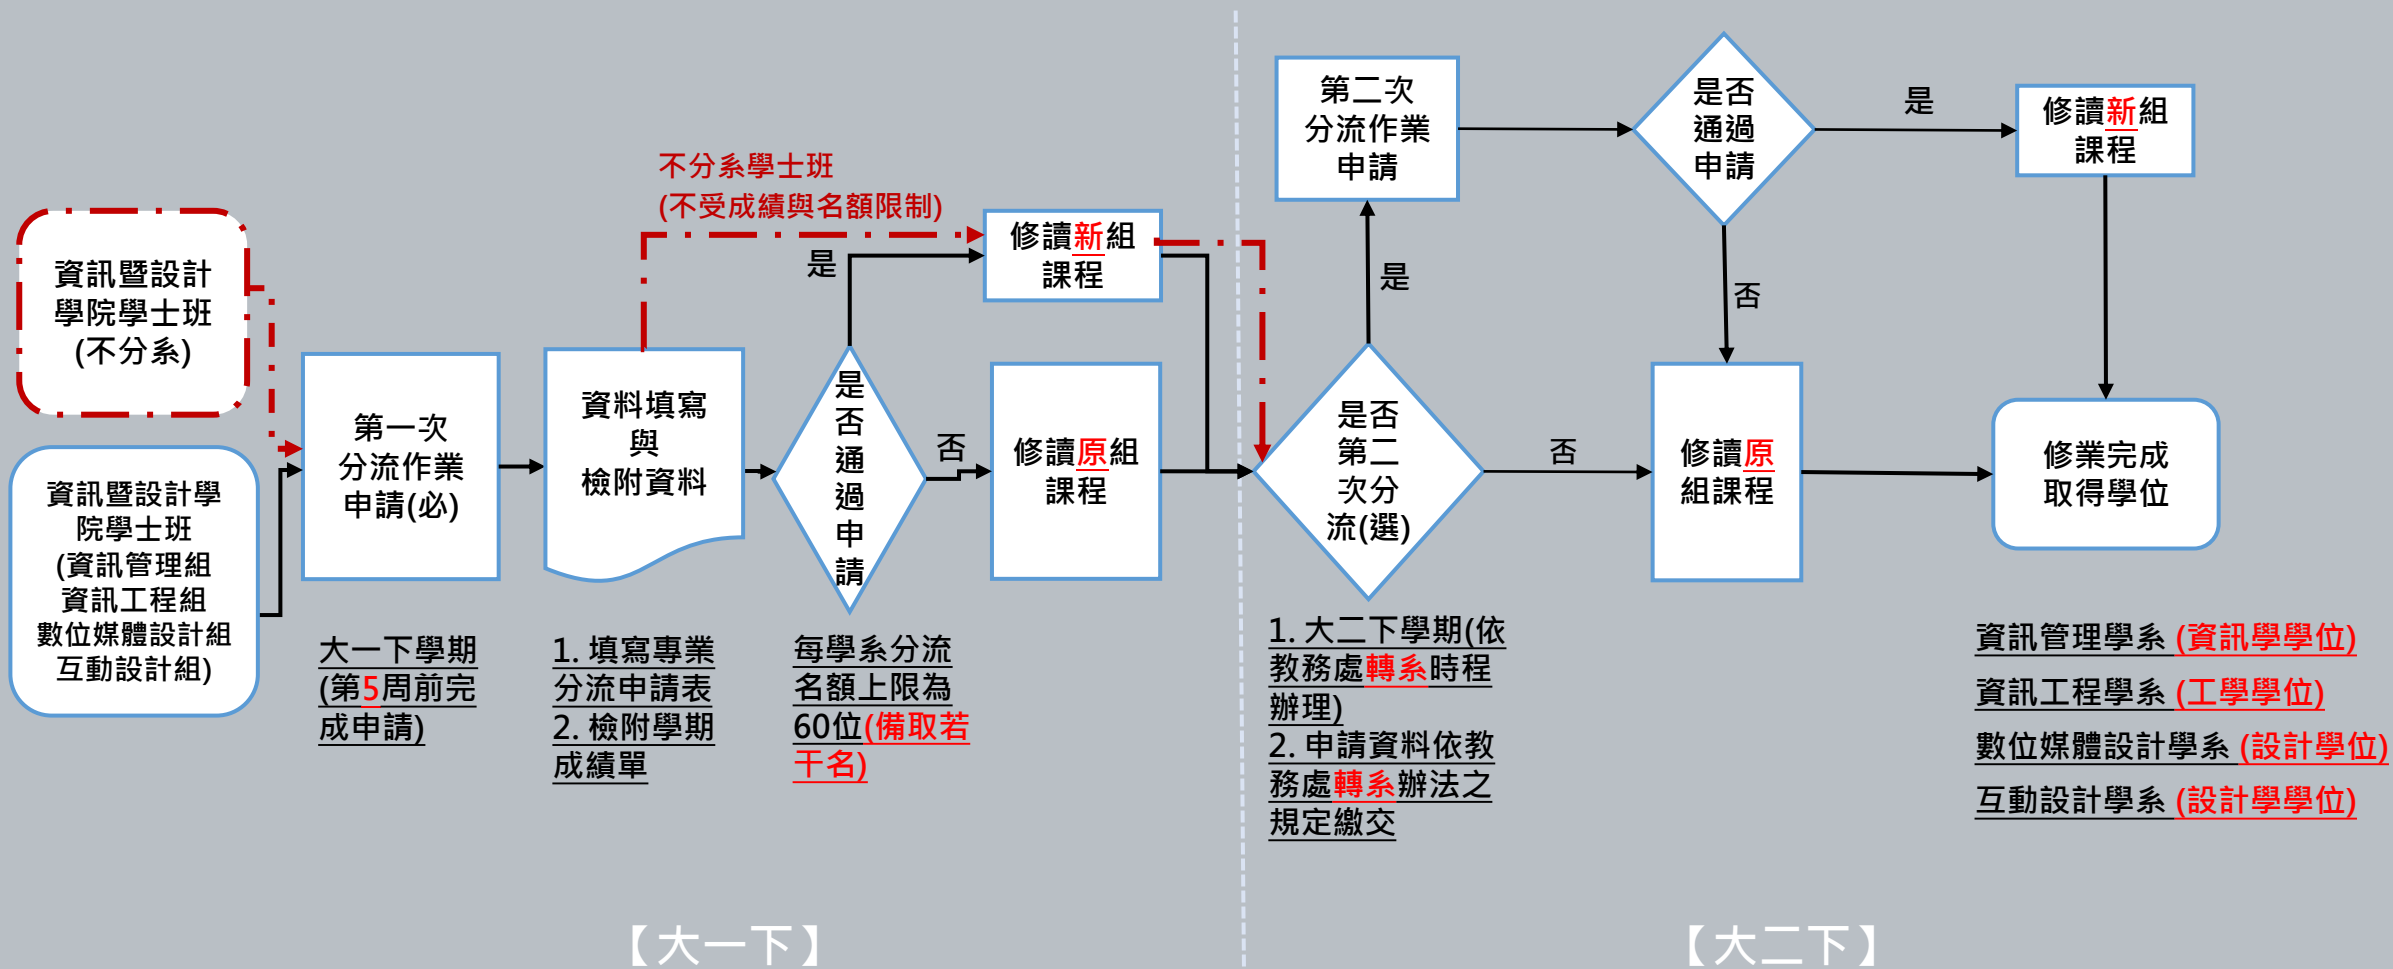 資訊暨設計
學院學士班
(不分系)
資訊暨設計學
院學士班
(資訊管理組
資訊工程組
數位媒體設計組
互動設計組)
第一次
分流作業
申請(必)
大一下學期
(第5周前完
成申請)
資料填寫
與
檢附資料
1. 填寫專業
分流申請表
2. 檢附學期
成績單
不分系學士班
(不受成績與名額限制)
是
否
通
過
申
請
每學系分流
名額上限為
60位(備取若
干名)
是
否
修讀新組
課程
修讀原組
課程
是否
第二
次分
流(選)
1. 大二下學期(依
教務處轉系時程
辦理)
2. 申請資料依教
務處轉系辦法之
規定繳交
是
否
第二次
分流作業
申請
是否
通過
申請
是
否
修讀新組
課程
修讀原
組課程
修業完成
取得學位
資訊管理學系 (資訊學學位)
資訊工程學系 (工學學位)
數位媒體設計學系 (設計學位)
互動設計學系 (設計學學位)
【大一下】
【大二下】